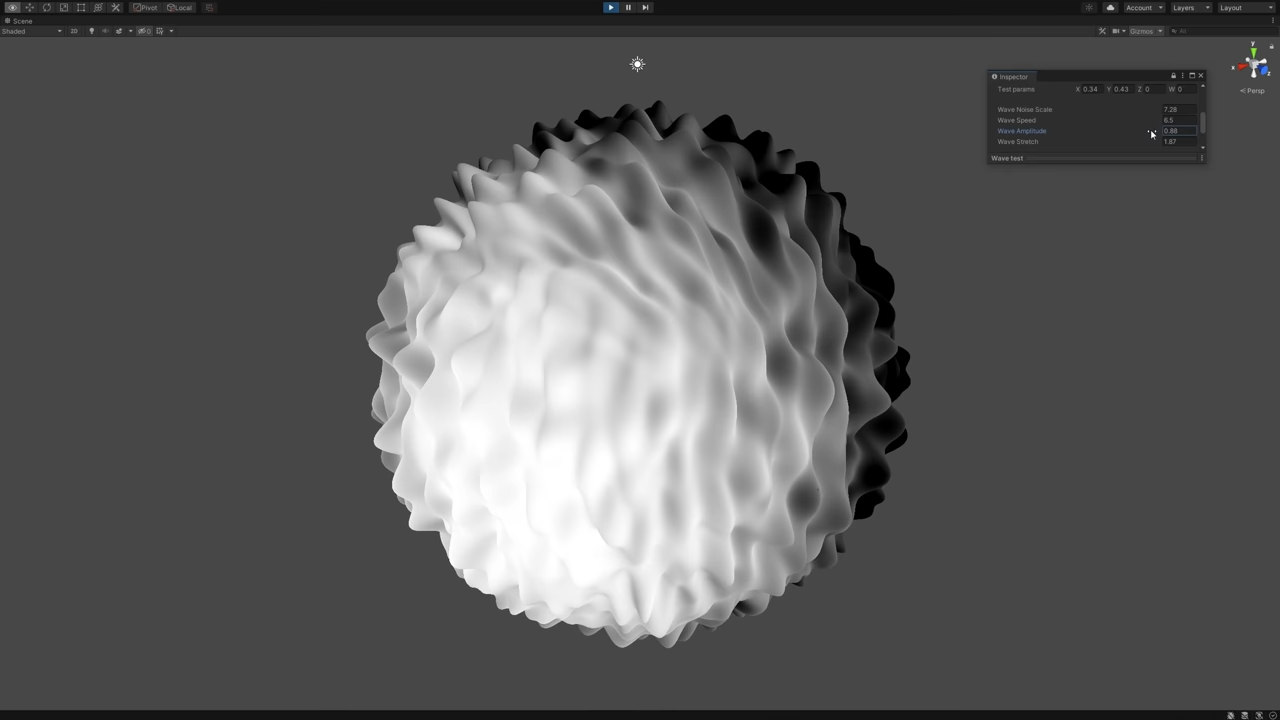 Pivot Local Account Layers Layout
Scene
Shaded 2D 0 Gizmos All
y
x z
Persp
Inspector
Test params X 0.34 Y 0.43 Z 0 W 0
Wave Noise Scale 7.28
Wave Speed 6.5
Wave Amplitude 0.88
Wave Stretch 1.87
Wave test